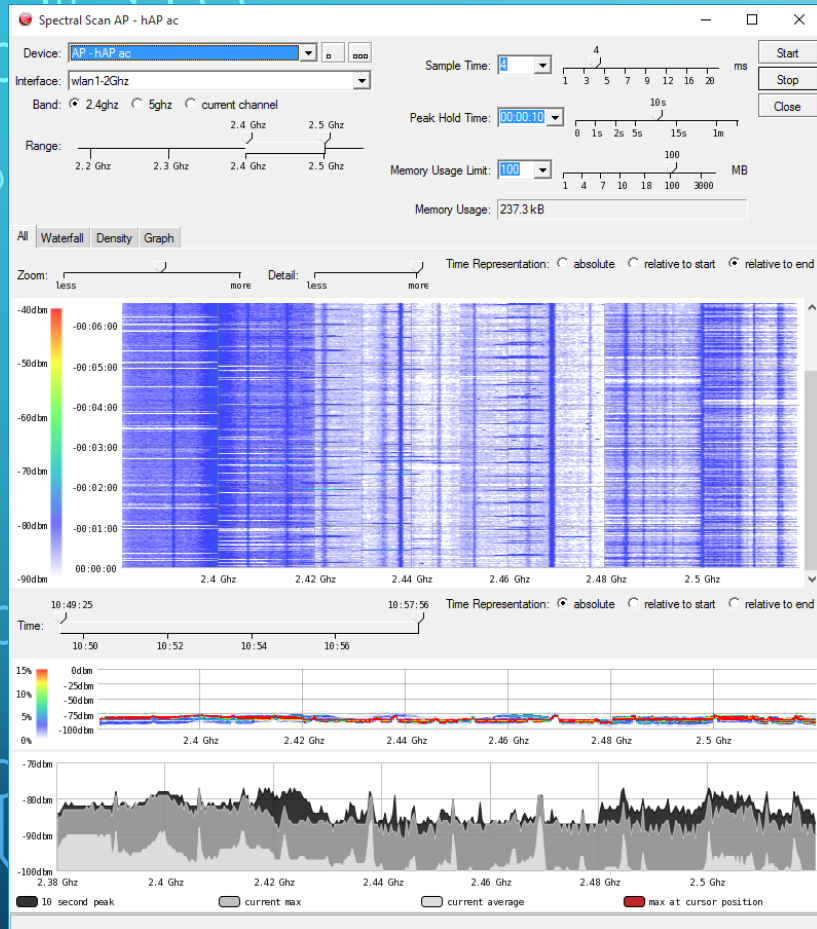 Spectral Scan AP - hAP ac
Device: AP - hAP ac
Interface: wlan1-2Ghz
Band: 2.4ghz 5ghz current channel
2.4 Ghz 2.5 Ghz
Range:
2.2 Ghz 2.3 Ghz 2.4 Ghz 2.5 Ghz
4
Sample Time: 4 ms
1 3 5 7 9 12 16 20
10s
Peak Hold Time: 00:00:10
0 1s 2s 5s 15s 1m
100
Memory Usage Limit: 100 MB
1 4 7 10 18 100 3000
Memory Usage: 237.3 kB
Start
Stop
Close
All Waterfall Density Graph
Zoom: less more Detail: less more
Time Representation: absolute relative to start relative to end
-40dbm
-50dbm
-60dbm
-70dbm
-80dbm
-90dbm
-00:06:00
-00:05:00
-00:04:00
-00:03:00
-00:02:00
-00:01:00
00:00:00
2.4 Ghz 2.42 Ghz 2.44 Ghz 2.46 Ghz 2.48 Ghz 2.5 Ghz
10:49:25 10:57:56
Time:
10:50 10:52 10:54 10:56
Time Representation: absolute relative to start relative to end
15%
10%
5%
0%
0dbm
-25dbm
-50dbm
-75dbm
-100dbm
2.4 Ghz 2.42 Ghz 2.44 Ghz 2.46 Ghz 2.48 Ghz 2.5 Ghz
-70dbm
-80dbm
-90dbm
-100dbm
2.38 Ghz 2.4 Ghz 2.42 Ghz 2.44 Ghz 2.46 Ghz 2.48 Ghz 2.5 Ghz
10 second peak current max current average max at cursor position